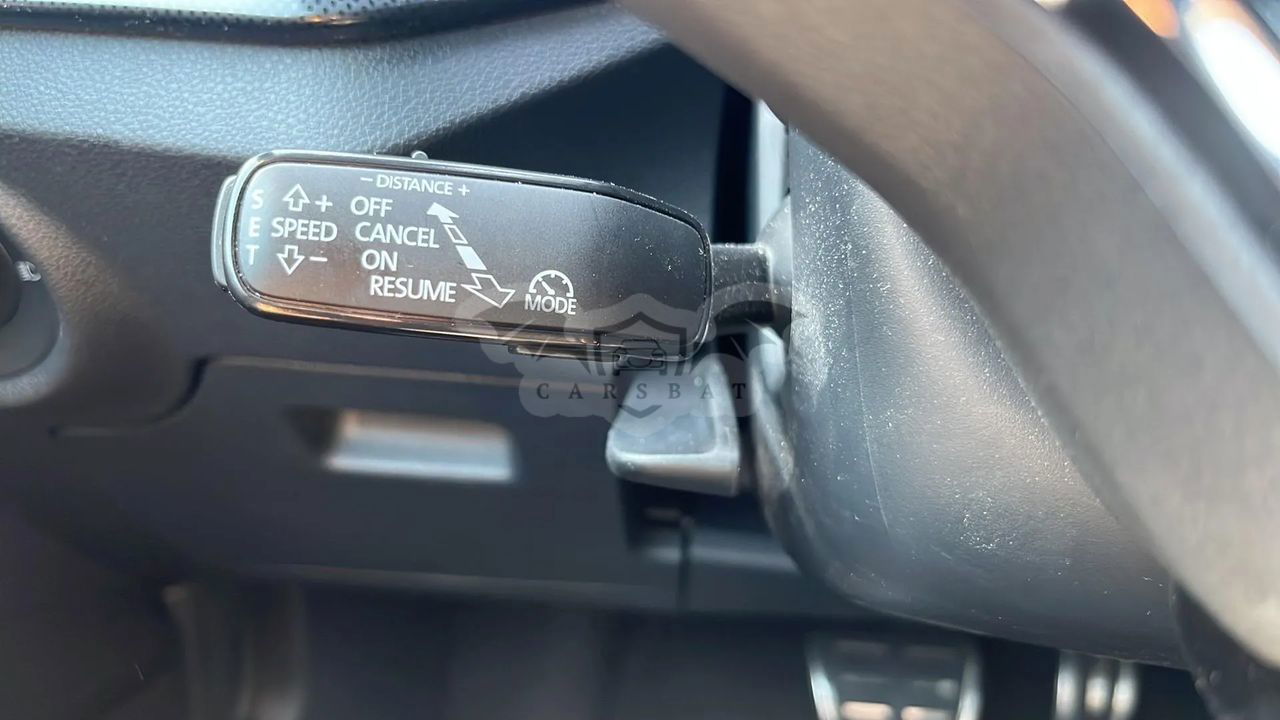 – DISTANCE +
S + OFF
E SPEED CANCEL
T – ON
RESUME
MODE
CARSBAT